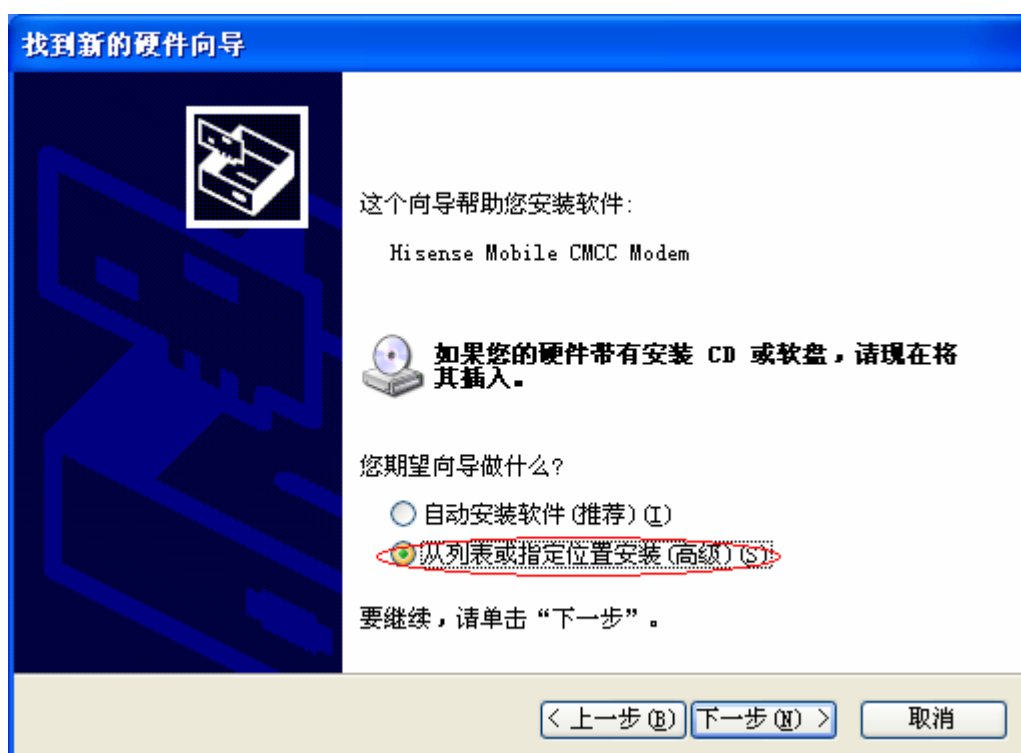 找到新的硬件向导
这个向导帮助您安装软件:
Hisense Mobile CMCC Modem
如果您的硬件带有安装 CD 或软盘，请现在将
其插入。
您期望向导做什么?
自动安装软件(推荐)(I)
从列表或指定位置安装(高级)(S)
要继续，请单击“下一步”。
< 上一步(B) 下一步(N) > 取消